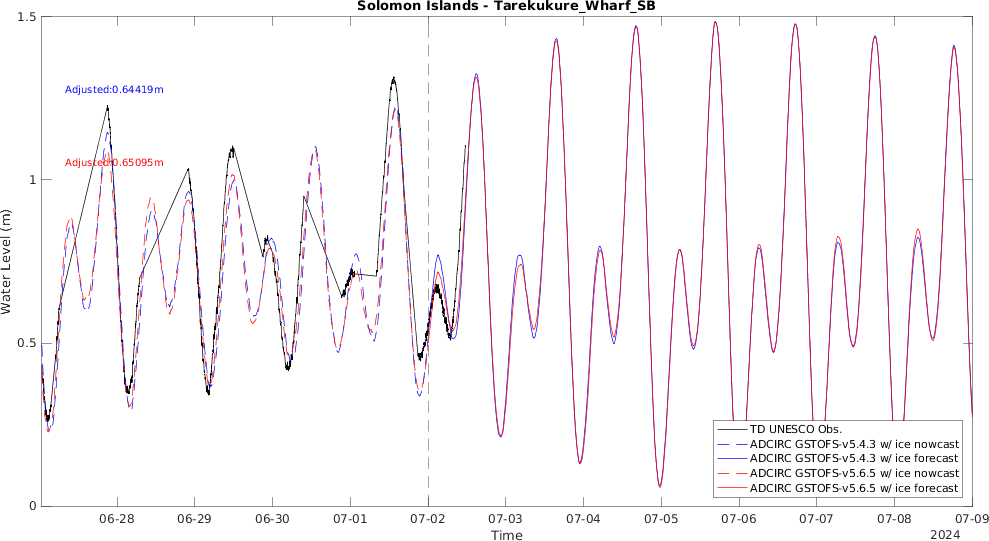 Solomon Islands - Tarekukure_Wharf_SB
1.5
Adjusted:0.64419m
Adjusted:0.65095m
1
Water Level (m)
0.5
0
TD UNESCO Obs.
ADCIRC GSTOFS-v5.4.3 w/ ice nowcast
ADCIRC GSTOFS-v5.4.3 w/ ice forecast
ADCIRC GSTOFS-v5.6.5 w/ ice nowcast
ADCIRC GSTOFS-v5.6.5 w/ ice forecast
06-28 06-29 06-30 07-01 07-02 07-03 07-04 07-05 07-06 07-07 07-08 07-09
Time
2024